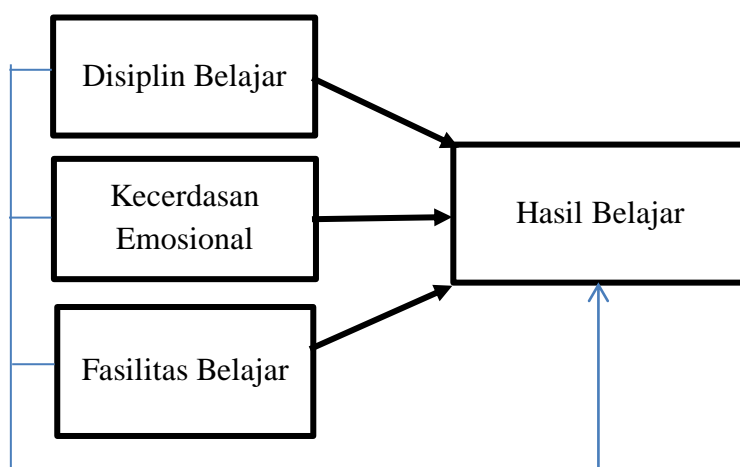 Disiplin Belajar
Kecerdasan
Emosional
Hasil Belajar
Fasilitas Belajar